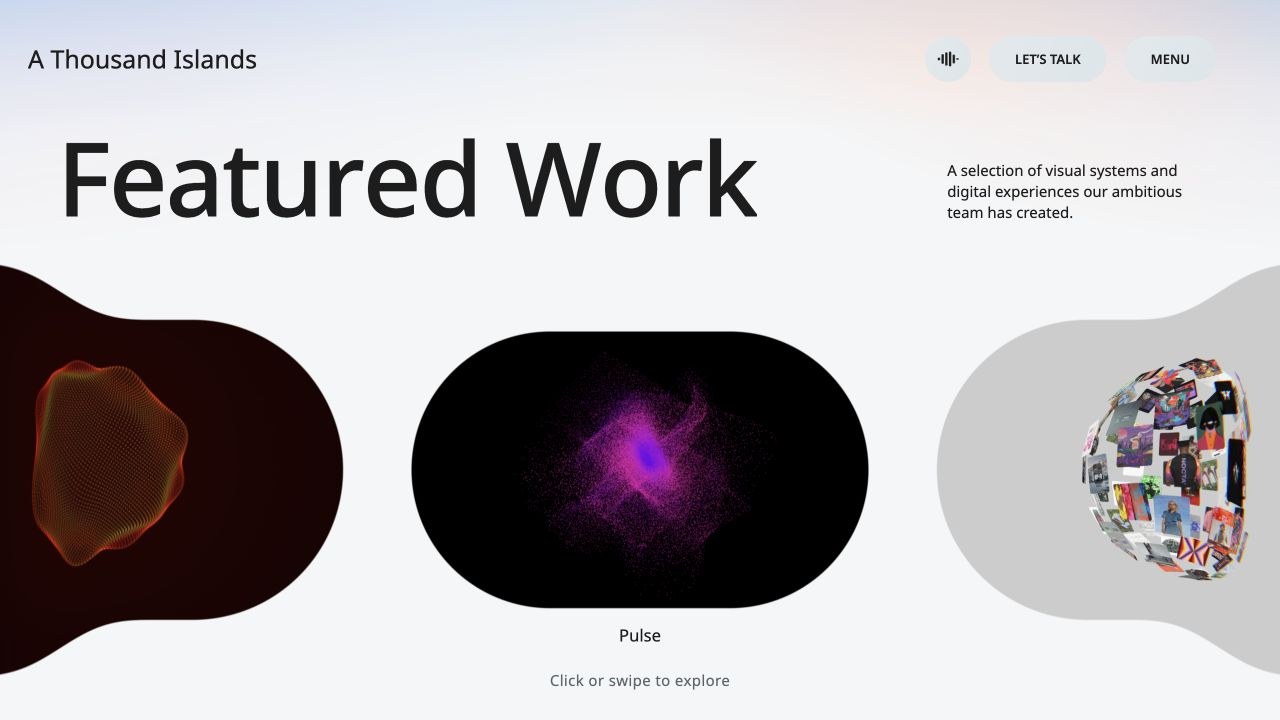 A Thousand Islands
LET'S TALK
MENU
Featured Work
A selection of visual systems and
digital experiences our ambitious
team has created.
NOCTA
Pulse
Click or swipe to explore